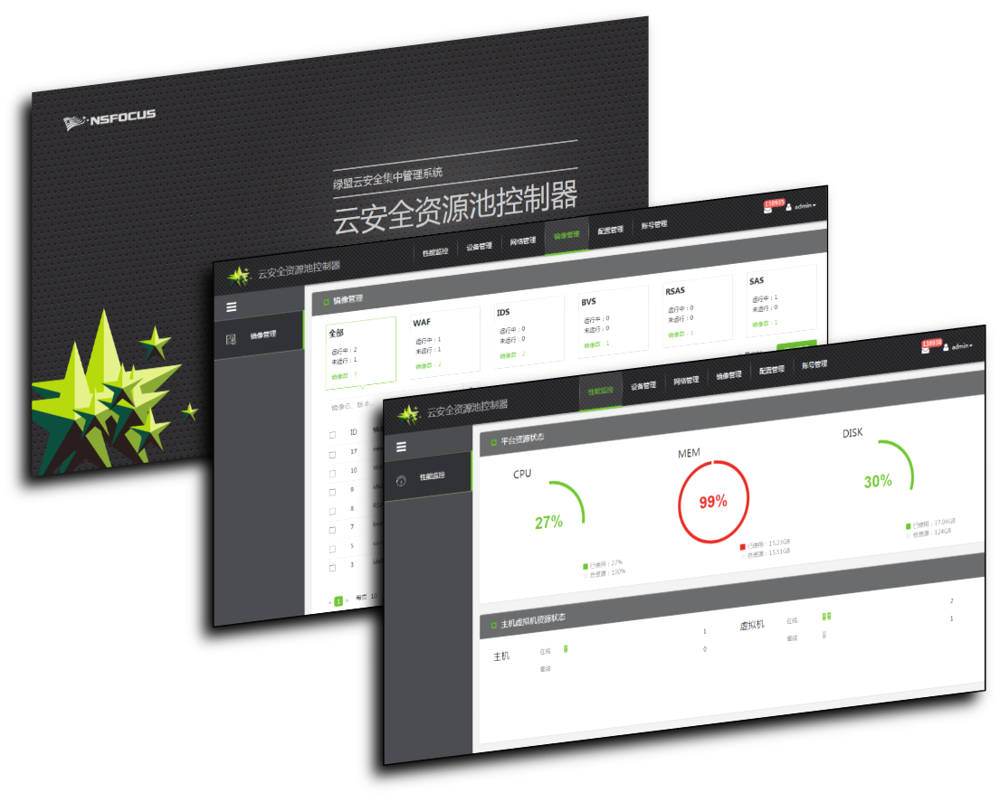 NSFOCUS
绿盟云安全集中管理系统
云安全资源池控制器
138935
admin
云安全资源池控制器
性能监控 设备管理 网络管理 镜像管理 配置管理 账号管理
镜像管理
镜像管理
全部
运行中：2
未运行：1
镜像数：7
WAF
运行中：1
未运行：1
镜像数：2
IDS
运行中：0
未运行：0
镜像数：2
BVS
运行中：0
未运行：0
镜像数：1
RSAS
运行中：0
未运行：0
镜像数：1
SAS
运行中：1
未运行：0
镜像数：1
镜像名、版本
ID
17
10
9
8
7
5
3
« 1 » 每页 10
138938
admin
云安全资源池控制器
性能监控 设备管理 网络管理 镜像管理 配置管理 账号管理
性能监控
平台资源状态
CPU
27%
已使用：27%
总资源：100%
MEM
99%
已使用：15.33GB
总资源：15.51GB
DISK
30%
已使用：37.04GB
总资源：124GB
主机虚拟机资源状态
主机
在线 1
离线 0
虚拟机
在线 2
离线 1